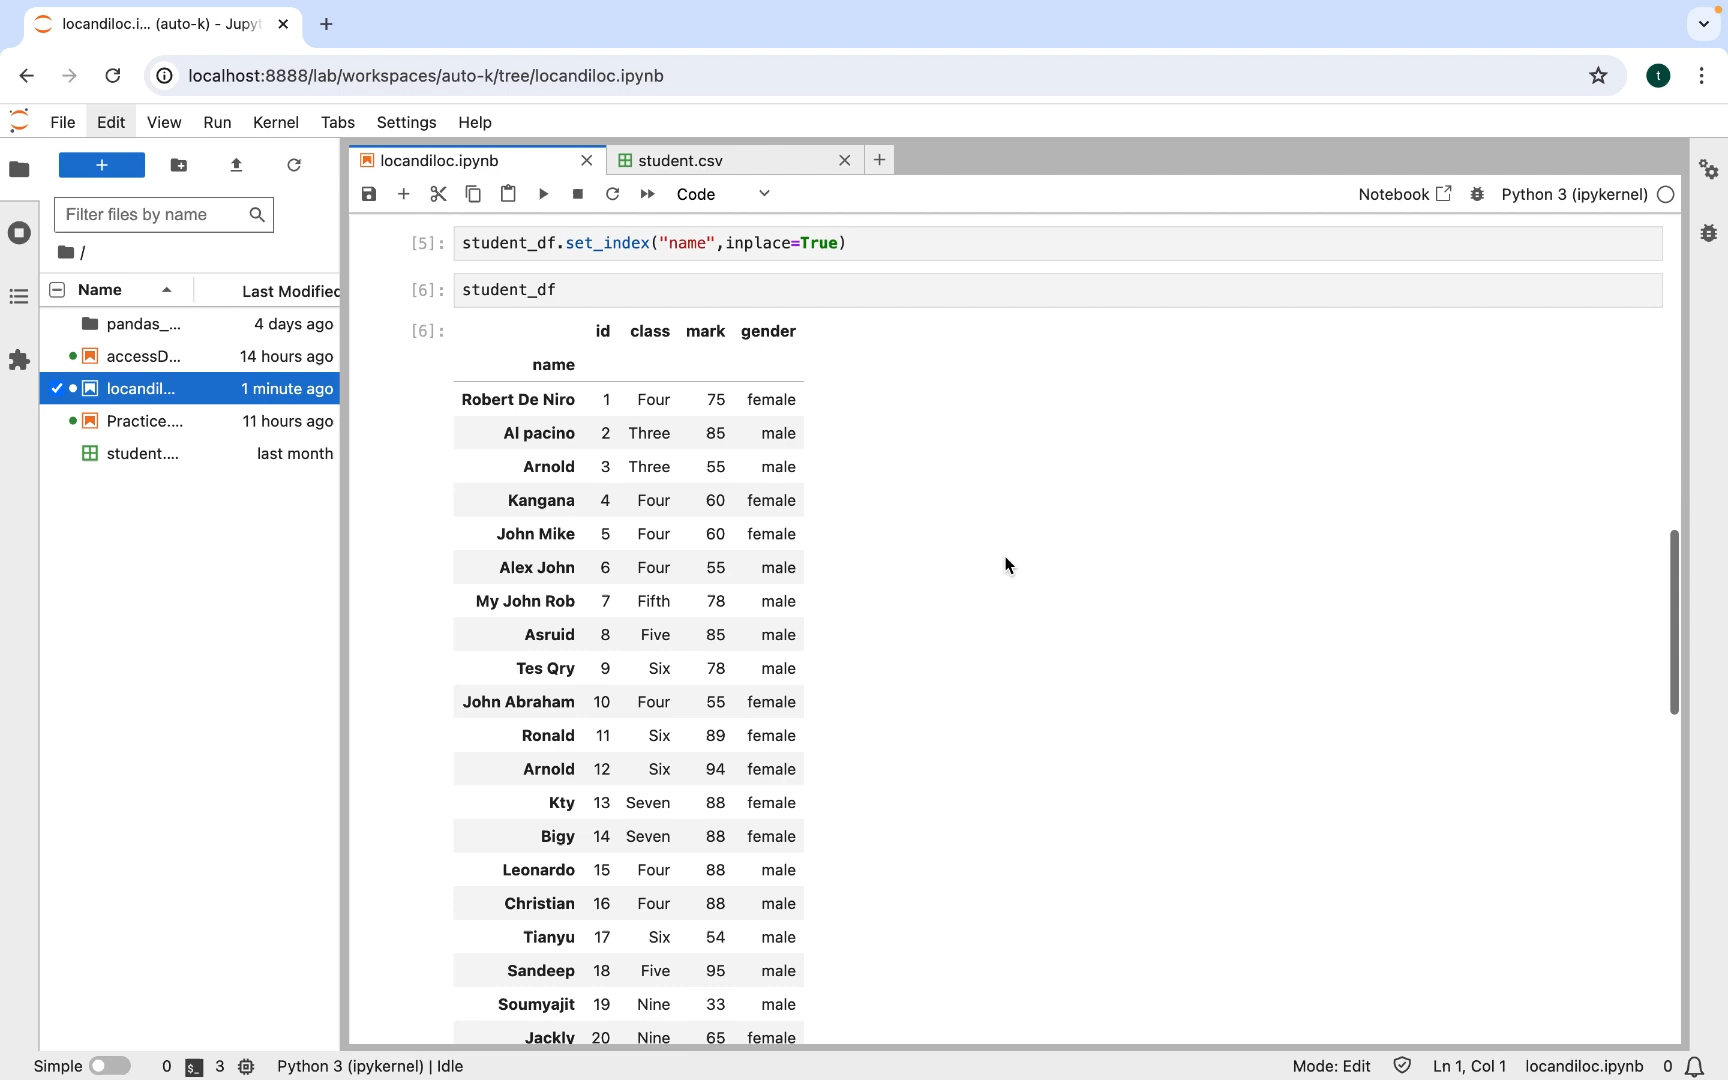 locandiloc.i... (auto-k) - Jupyt
localhost:8888/lab/workspaces/auto-k/tree/locandiloc.ipynb
t
File Edit View Run Kernel Tabs Settings Help
locandiloc.ipynb student.csv
Code Notebook Python 3 (ipykernel)
Filter files by name
/
Name Last Modified
pandas_... 4 days ago
accessD... 14 hours ago
locandil... 1 minute ago
Practice.... 11 hours ago
student.... last month
[5]: student_df.set_index("name",inplace=True)
[6]: student_df
[6]: id class mark gender
name
Robert De Niro 1 Four 75 female
Al pacino 2 Three 85 male
Arnold 3 Three 55 male
Kangana 4 Four 60 female
John Mike 5 Four 60 female
Alex John 6 Four 55 male
My John Rob 7 Fifth 78 male
Asruid 8 Five 85 male
Tes Qry 9 Six 78 male
John Abraham 10 Four 55 female
Ronald 11 Six 89 female
Arnold 12 Six 94 female
Kty 13 Seven 88 female
Bigy 14 Seven 88 female
Leonardo 15 Four 88 male
Christian 16 Four 88 male
Tianyu 17 Six 54 male
Sandeep 18 Five 95 male
Soumyajit 19 Nine 33 male
Jackly 20 Nine 65 female
Simple 0 $_ 3 Python 3 (ipykernel) | Idle Mode: Edit Ln 1, Col 1 locandiloc.ipynb 0